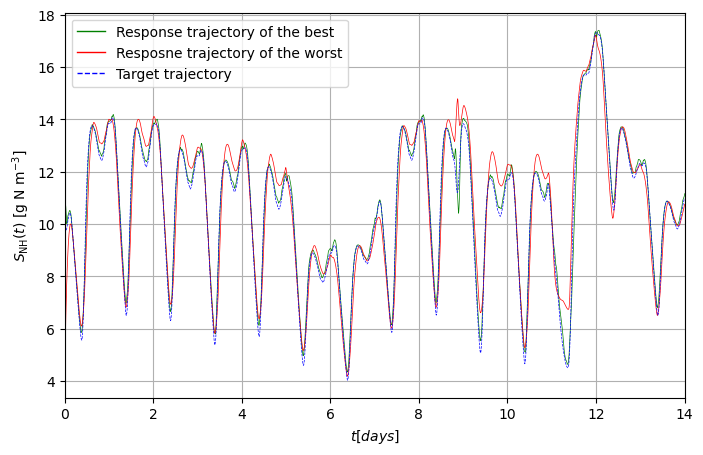 18
16
14
12
10
8
6
4
S_NH(t) [g N m⁻³]
Response trajectory of the best
Resposne trajectory of the worst
Target trajectory
0 2 4 6 8 10 12 14
t[days]